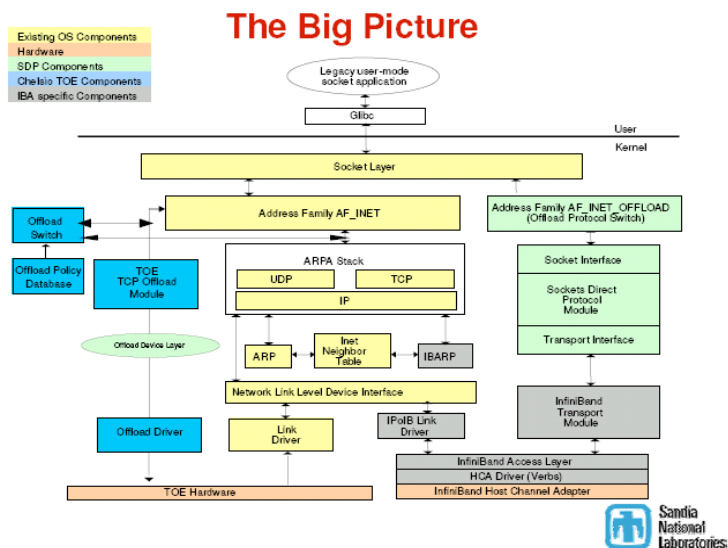 The Big Picture
Existing OS Components
Hardware
SDP Components
Chelsio TOE Components
IBA specific Components
Legacy user-mode
socket application
Glibc
User
Kernel
Socket Layer
Address Family AF_INET
Address Family AF_INET_OFFLOAD
(Offload Protocol Switch)
Offload
Switch
Offload Policy
Database
TOE
TCP Offload
Module
ARPA Stack
UDP
TCP
IP
Socket Interface
Sockets Direct
Protocol
Module
Transport Interface
Offload Device Layer
ARP
Inet
Neighbor
Table
IBARP
Network Link Level Device Interface
Offload Driver
Link
Driver
IPoIB Link
Driver
InfiniBand
Transport
Module
InfiniBand Access Layer
HCA Driver (Verbs)
InfiniBand Host Channel Adapter
TOE Hardware
Sandia
National
Laboratories